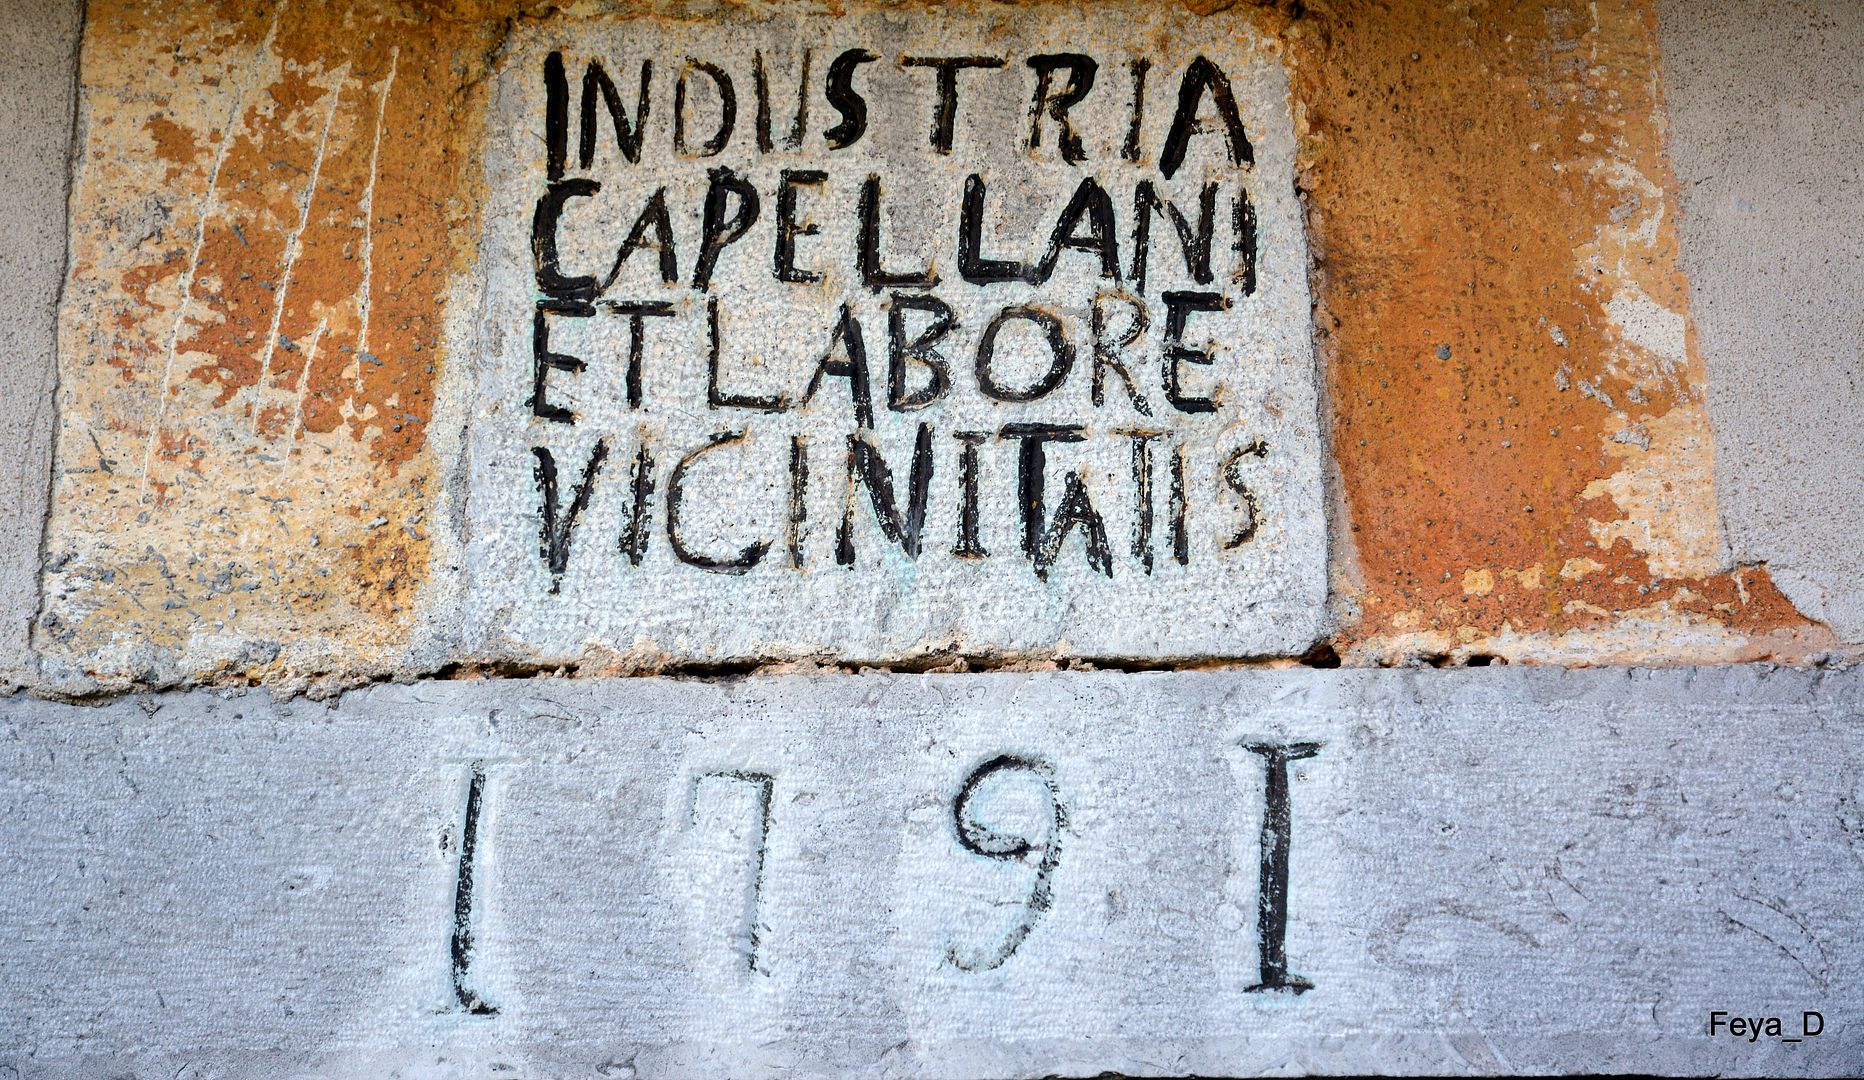 INDUSTRIA
CAPELLANI
ET LABORE
VICINITATIS
1791
Feya_D